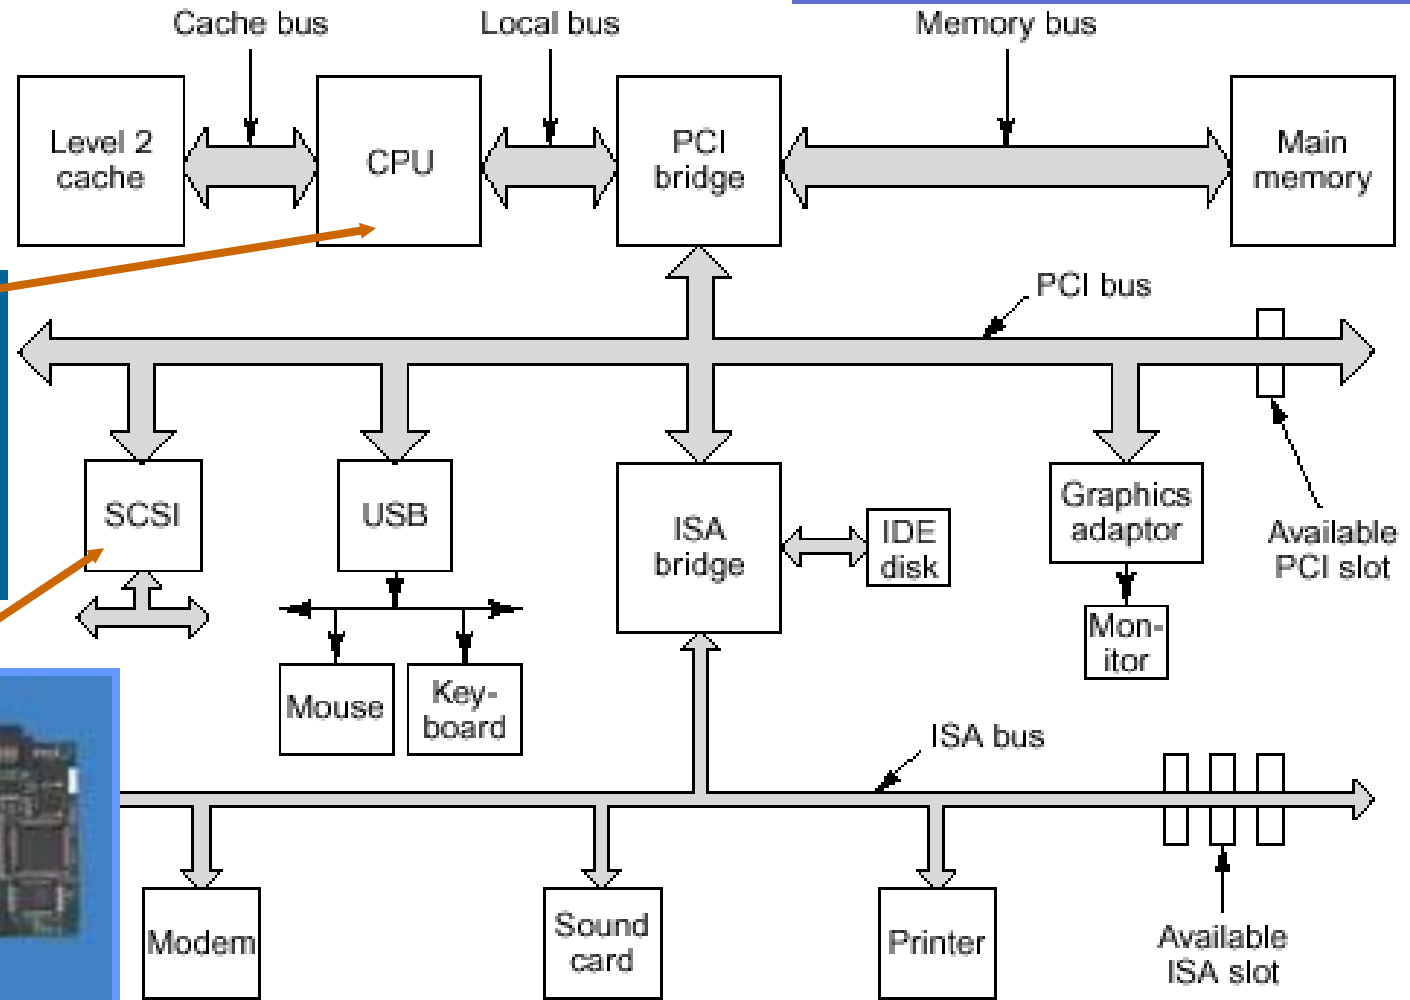 Cache bus
Local bus
Memory bus
Level 2
cache
CPU
PCI
bridge
Main
memory
PCI bus
SCSI
USB
ISA
bridge
IDE
disk
Graphics
adaptor
Available
PCI slot
Mon-
itor
Mouse
Key-
board
ISA bus
Modem
Sound
card
Printer
Available
ISA slot